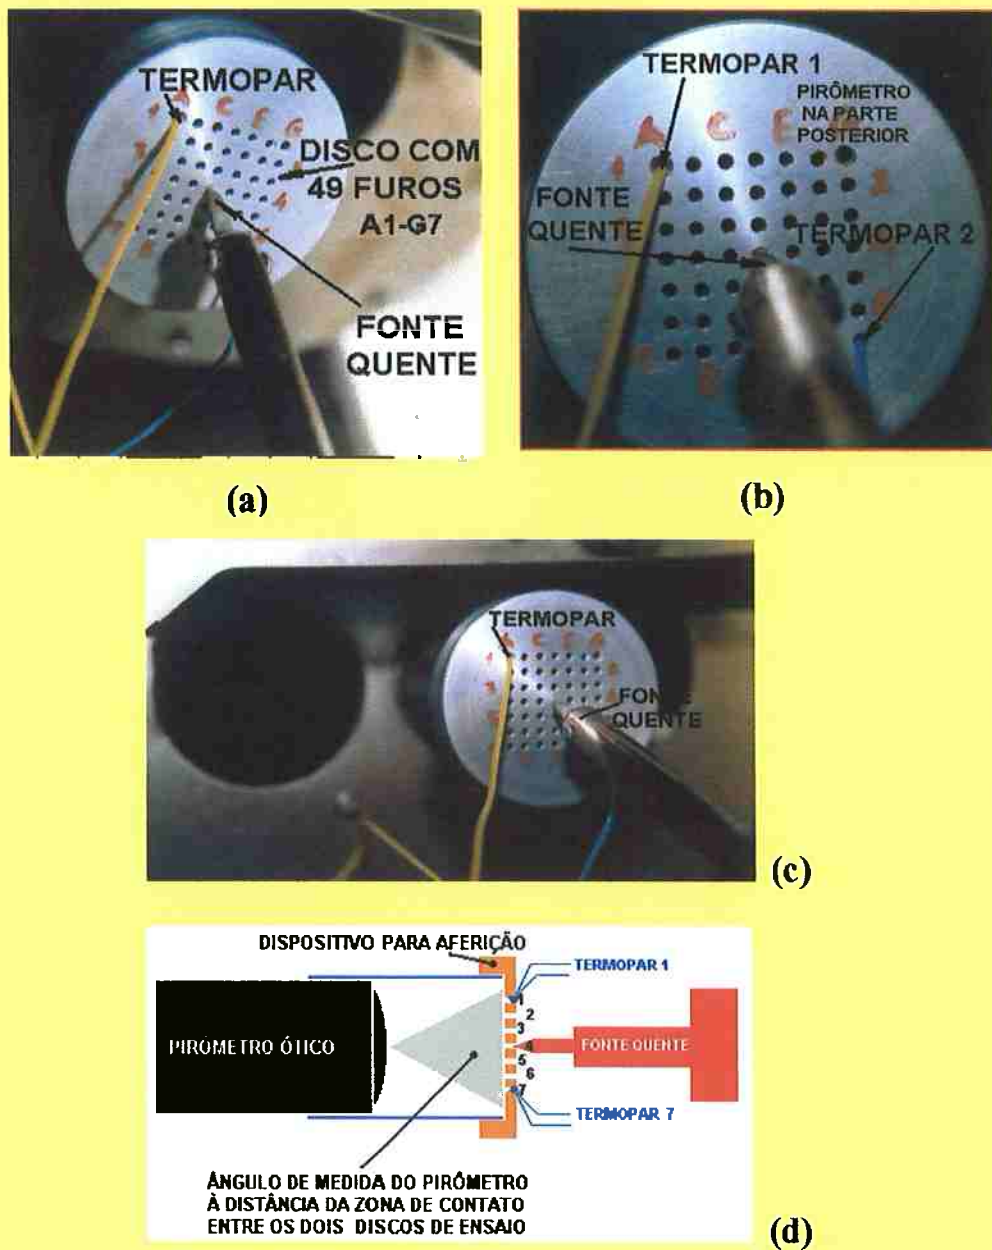 TERMOPAR
DISCO COM
49 FUROS
A1-G7
FONTE
QUENTE
(a)
TERMOPAR 1
PIRÔMETRO
NA PARTE
POSTERIOR
A C E
FONTE
QUENTE
TERMOPAR 2
(b)
TERMOPAR
FONTE
QUENTE
(c)
DISPOSITIVO PARA AFERIÇÃO
TERMOPAR 1
1
2
3
PIRÔMETRO ÓTICO
4
FONTE QUENTE
5
6
7
TERMOPAR 7
ÂNGULO DE MEDIDA DO PIRÔMETRO
À DISTÂNCIA DA ZONA DE CONTATO
ENTRE OS DOIS DISCOS DE ENSAIO
(d)